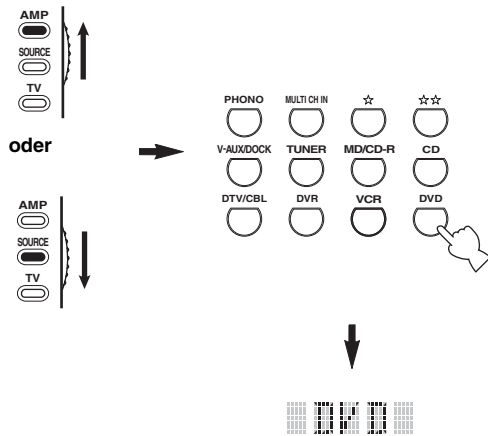 AMP
SOURCE
TV
oder
AMP
SOURCE
TV
PHONO MULTI CH IN ☆ ☆☆
V-AUX/DOCK TUNER MD/CD-R CD
DTV/CBL DVR VCR DVD
DVD